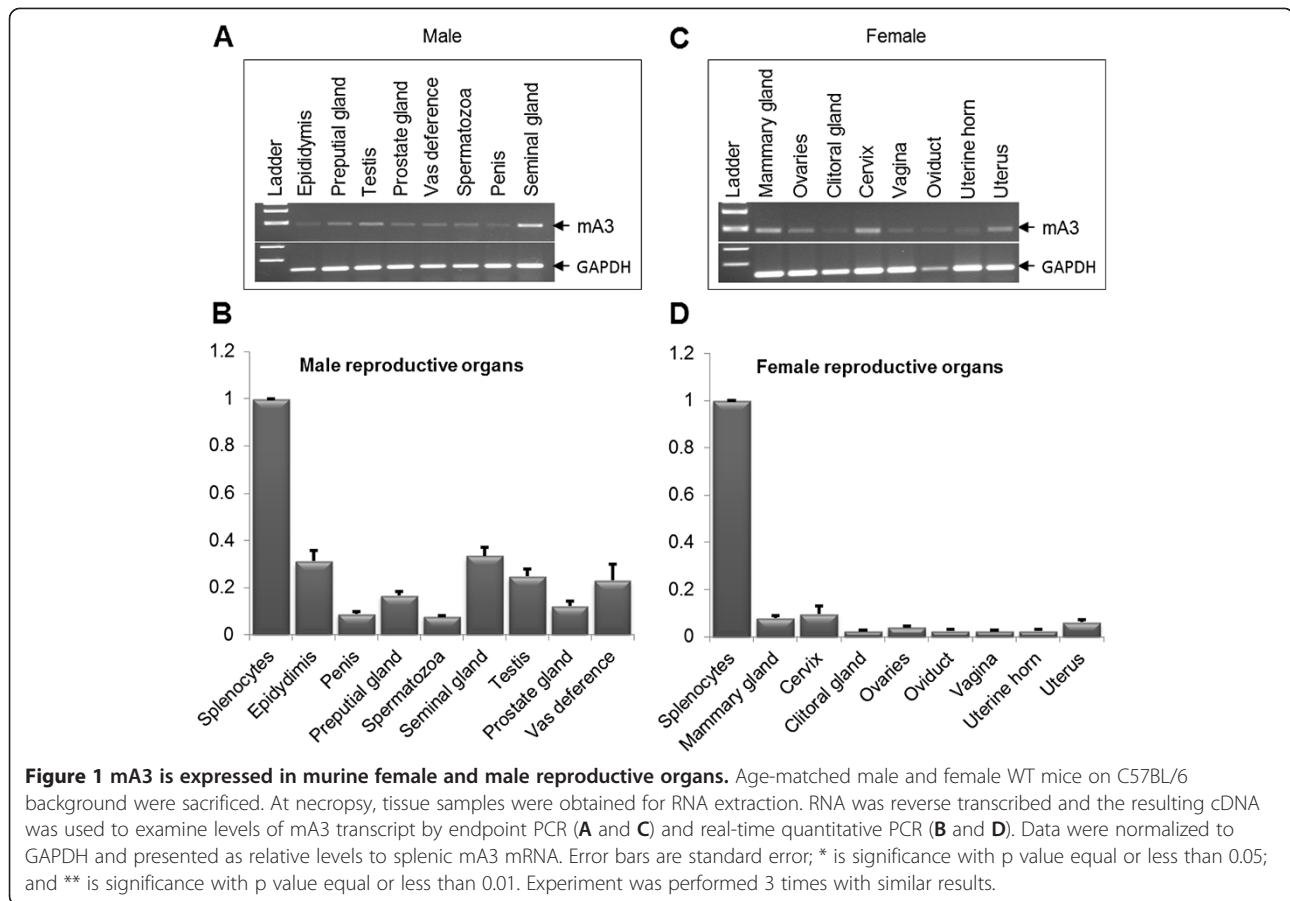 A
Male
Ladder
Epididymis
Preputial gland
Testis
Prostate gland
Vas deference
Spermatozoa
Penis
Seminal gland
mA3
GAPDH
C
Female
Ladder
Mammary gland
Ovaries
Clitoral gland
Cervix
Vagina
Oviduct
Uterine horn
Uterus
mA3
GAPDH
B
Male reproductive organs
1.2
1
0.8
0.6
0.4
0.2
0
Splenocytes
Epidydimis
Penis
Preputial gland
Spermatozoa
Seminal gland
Testis
Prostate gland
Vas deference
D
Female reproductive organs
1.2
1
0.8
0.6
0.4
0.2
0
Splenocytes
Mammary gland
Cervix
Clitoral gland
Ovaries
Oviduct
Vagina
Uterine horn
Uterus
Figure 1 mA3 is expressed in murine female and male reproductive organs. Age-matched male and female WT mice on C57BL/6
background were sacrificed. At necropsy, tissue samples were obtained for RNA extraction. RNA was reverse transcribed and the resulting cDNA
was used to examine levels of mA3 transcript by endpoint PCR (A and C) and real-time quantitative PCR (B and D). Data were normalized to
GAPDH and presented as relative levels to splenic mA3 mRNA. Error bars are standard error; * is significance with p value equal or less than 0.05;
and ** is significance with p value equal or less than 0.01. Experiment was performed 3 times with similar results.